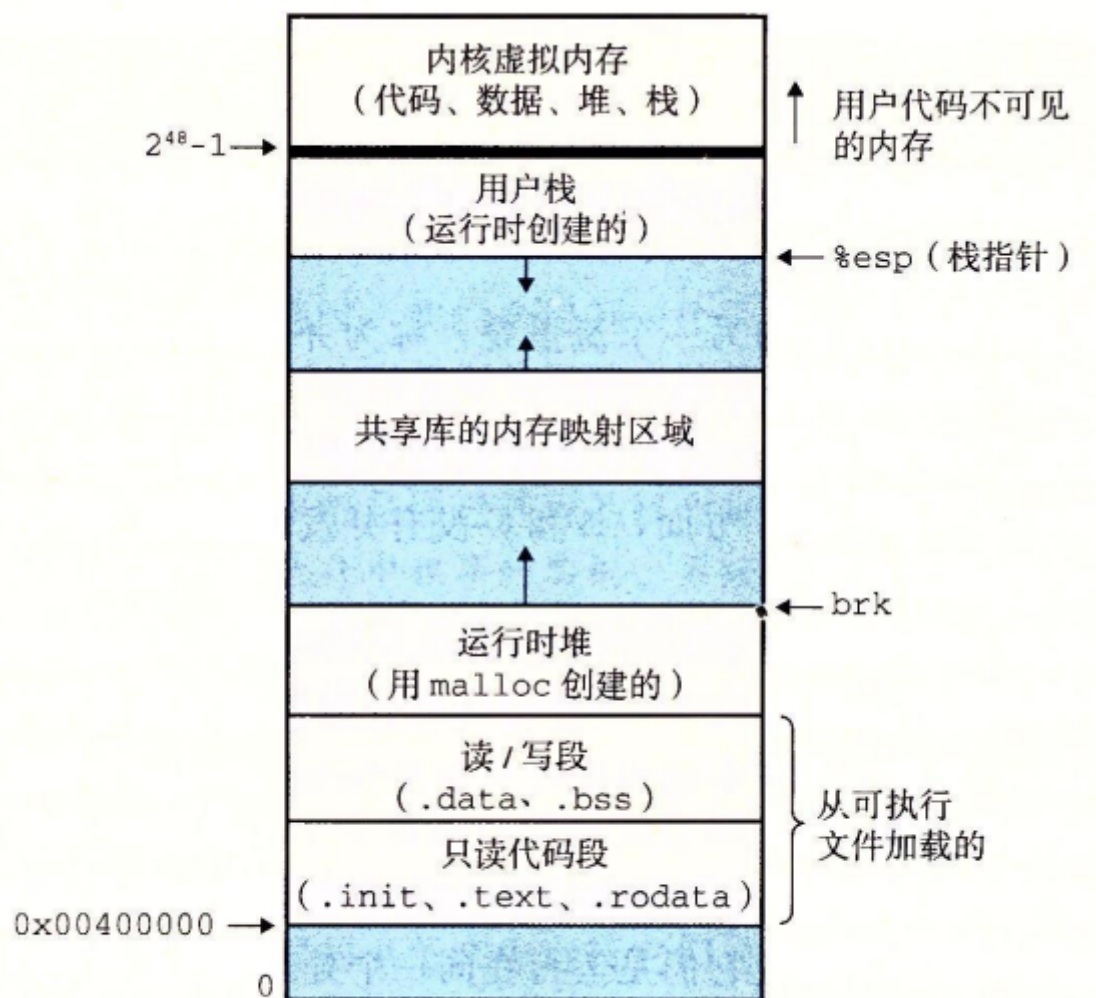 内核虚拟内存
（代码、数据、堆、栈）
用户代码不可见
的内存
2⁴⁸-1
用户栈
（运行时创建的）
%esp（栈指针）
共享库的内存映射区域
brk
运行时堆
（用 malloc 创建的）
读/写段
（.data、.bss）
从可执行
文件加载的
只读代码段
（.init、.text、.rodata）
0x00400000
0